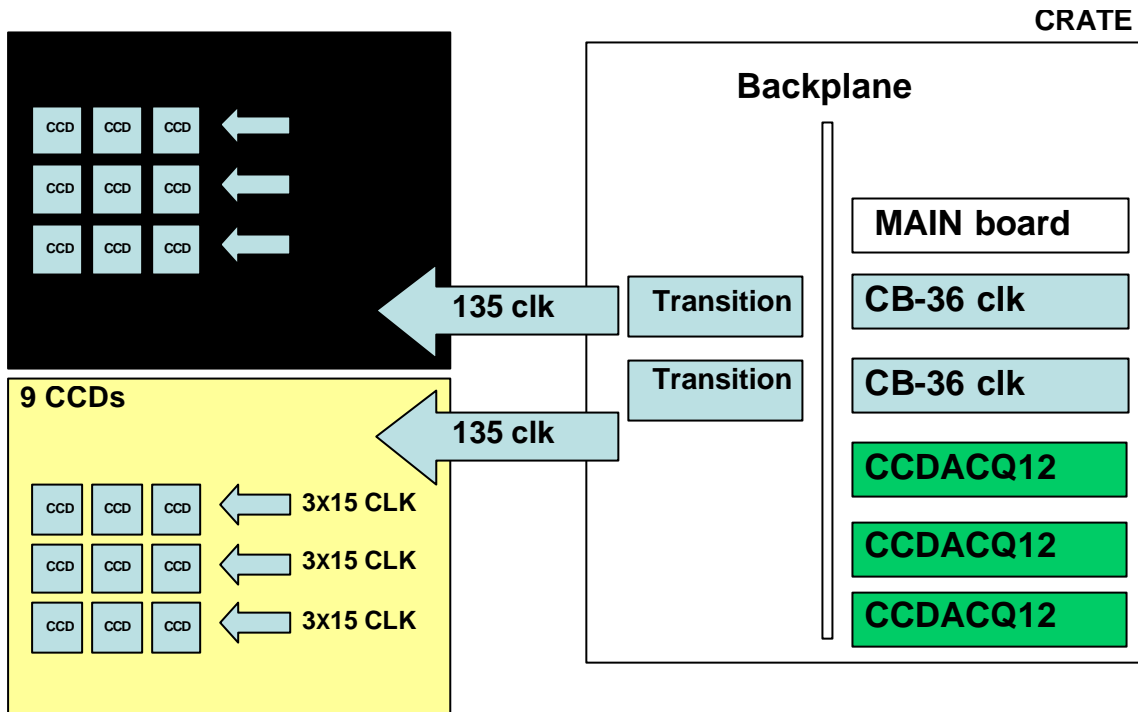 CRATE
Backplane
CCD CCD CCD
CCD CCD CCD
CCD CCD CCD
MAIN board
135 clk
Transition
CB-36 clk
Transition
CB-36 clk
9 CCDs
135 clk
CCDACQ12
CCD CCD CCD
3x15 CLK
CCD CCD CCD
3x15 CLK
CCDACQ12
CCD CCD CCD
3x15 CLK
CCDACQ12